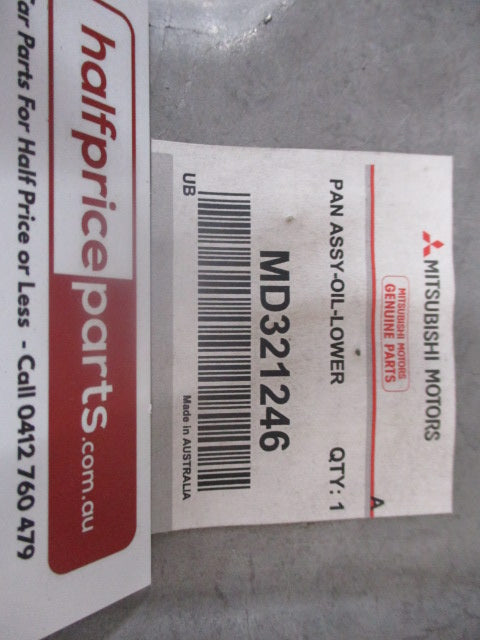 MITSUBISHI MOTORS
MITSUBISHI MOTORS
GENUINE PARTS
A
PAN ASSY-OIL-LOWER QTY: 1
MD321246
UB
Made in AUSTRALIA
halfpriceparts.com.au
Car Parts For Half Price or Less - Call 0412 760 479